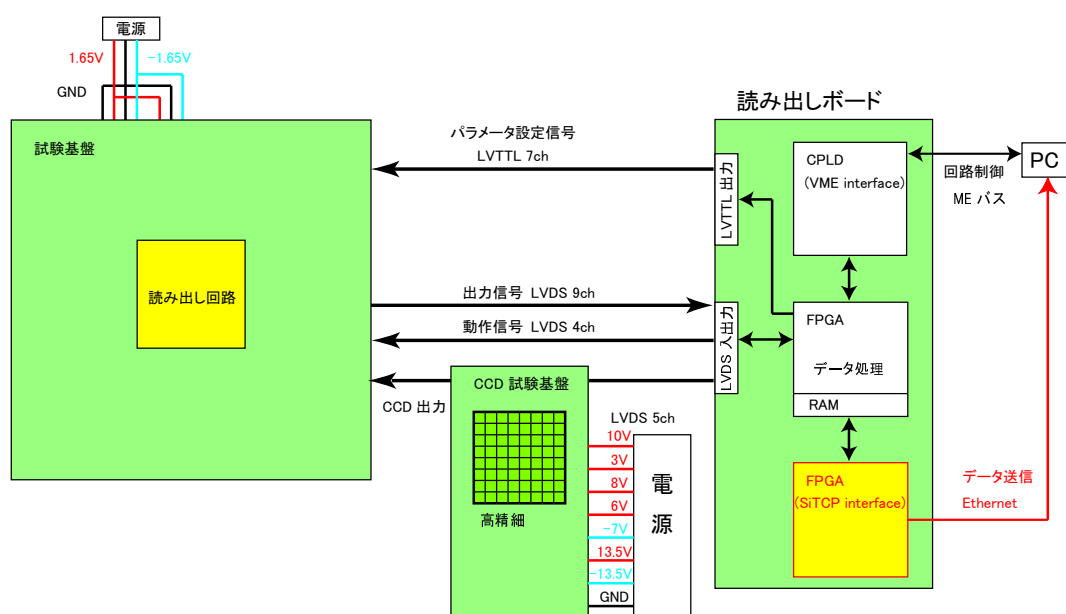 電源
1.65V
-1.65V
GND
試験基盤
読み出し回路
パラメータ設定信号
LVTTL 7ch
出力信号 LVDS 9ch
動作信号 LVDS 4ch
CCD 出力
CCD 試験基盤
高精細
LVDS 5ch
10V
3V
8V
6V
-7V
13.5V
-13.5V
GND
電
源
読み出しボード
LVTTL 出力
LVDS 入出力
CPLD
(VME interface)
FPGA
データ処理
RAM
FPGA
(SiTCP interface)
PC
回路制御
ME バス
データ送信
Ethernet